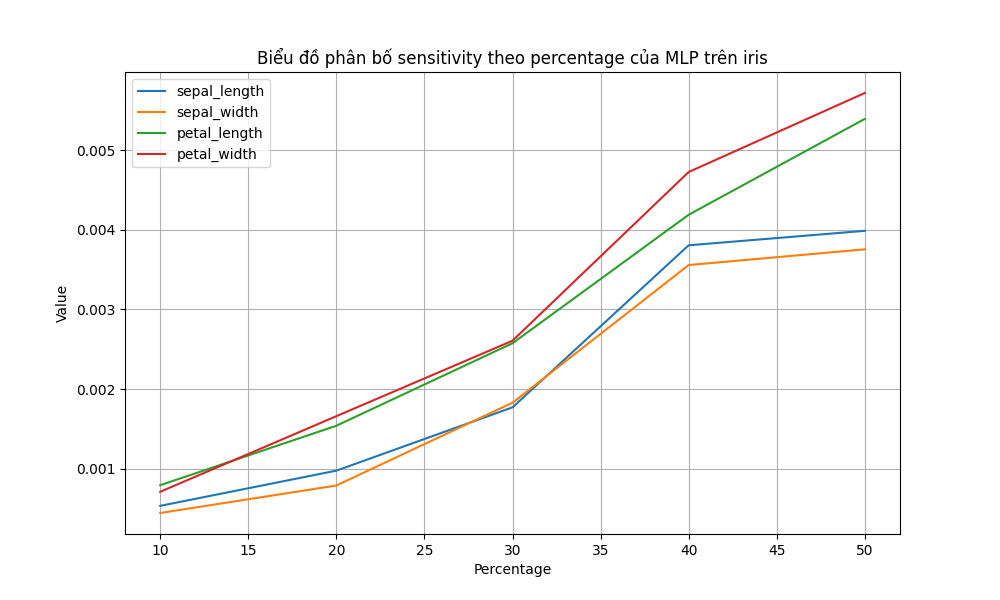 Biểu đồ phân bố sensitivity theo percentage của MLP trên iris
sepal_length
sepal_width
petal_length
petal_width
Value
0.005
0.004
0.003
0.002
0.001
10 15 20 25 30 35 40 45 50
Percentage